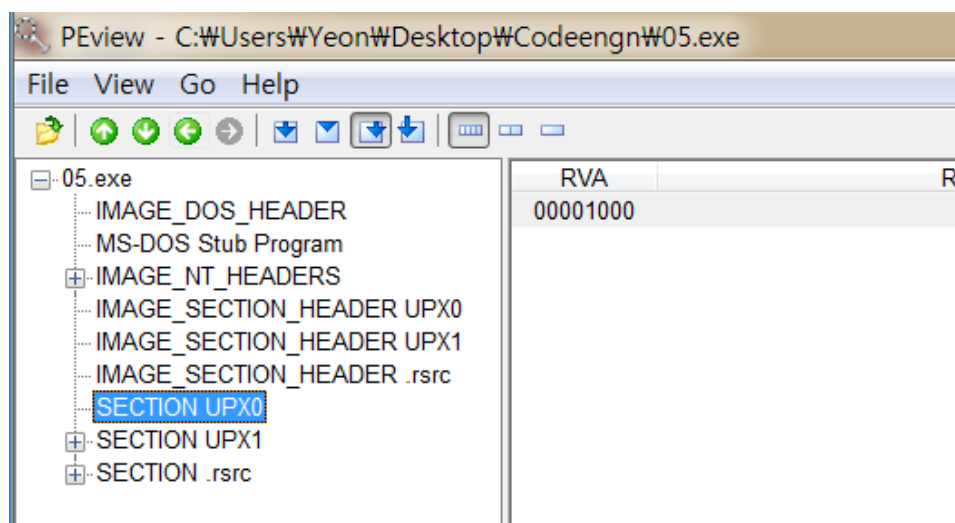 PEview - C:₩Users₩Yeon₩Desktop₩Codeengn₩05.exe
File View Go Help
05.exe
IMAGE_DOS_HEADER
MS-DOS Stub Program
IMAGE_NT_HEADERS
IMAGE_SECTION_HEADER UPX0
IMAGE_SECTION_HEADER UPX1
IMAGE_SECTION_HEADER .rsrc
SECTION UPX0
SECTION UPX1
SECTION .rsrc
RVA
00001000